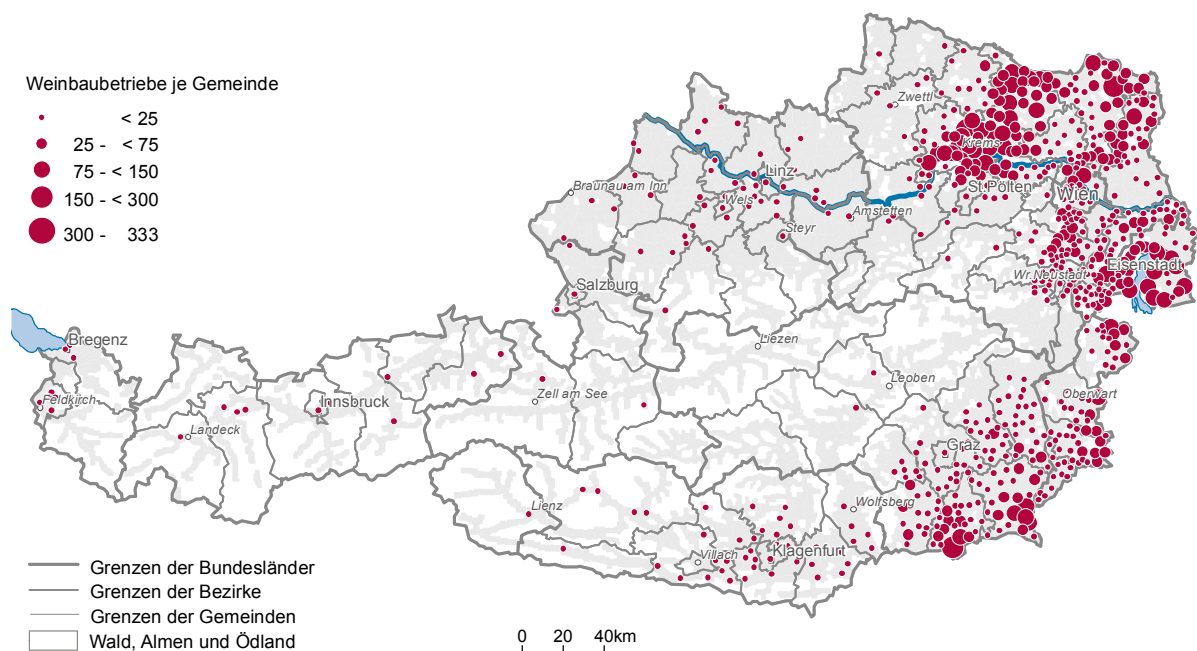 Weinbaubetriebe je Gemeinde
< 25
25 - < 75
75 - < 150
150 - < 300
300 - 333
Zwettl
Krems
Linz
St.Pölten
Wien
Braunau am Inn
Wels
Amstetten
Steyr
Eisenstadt
Wr.Neustadt
Salzburg
Bregenz
Liezen
Leoben
Oberwart
Feldkirch
Innsbruck
Zell am See
Landeck
Graz
Lienz
Wolfsberg
Villach
Klagenfurt
Grenzen der Bundesländer
Grenzen der Bezirke
Grenzen der Gemeinden
Wald, Almen und Ödland
0 20 40km